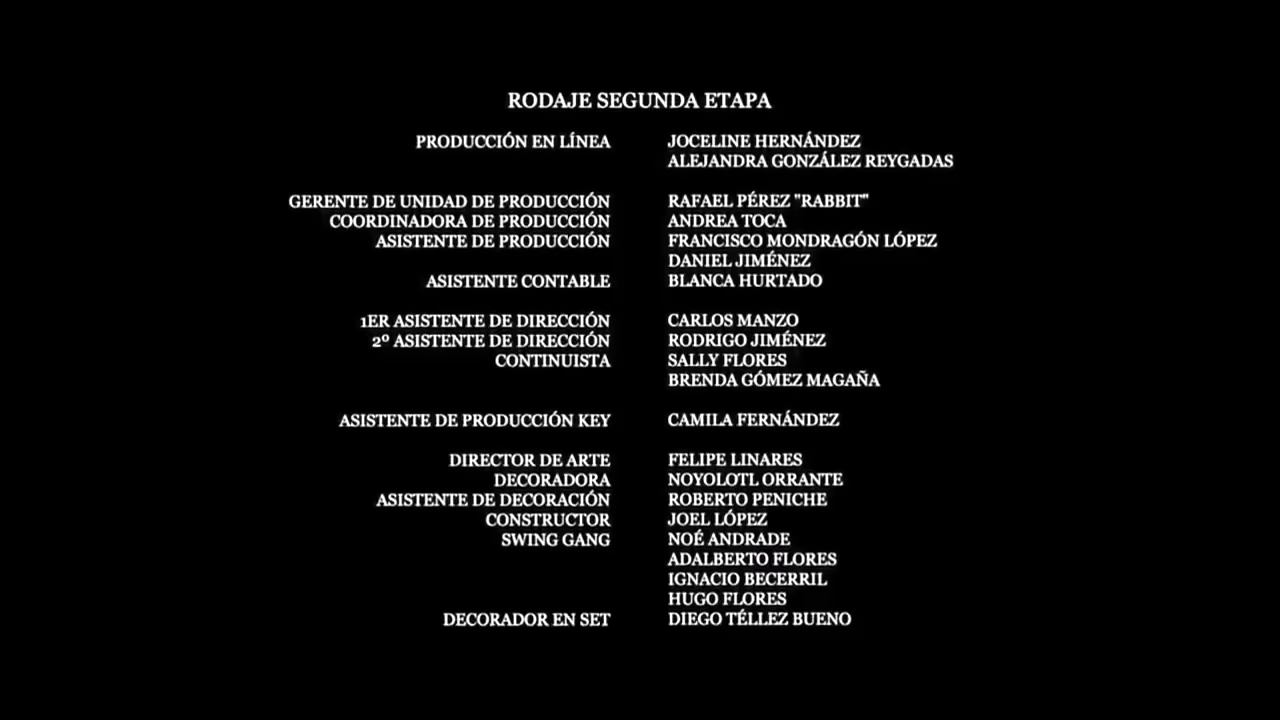 RODAJE SEGUNDA ETAPA
PRODUCCIÓN EN LÍNEA JOCELINE HERNÁNDEZ
ALEJANDRA GONZÁLEZ REYGADAS
GERENTE DE UNIDAD DE PRODUCCIÓN RAFAEL PÉREZ "RABBIT"
COORDINADORA DE PRODUCCIÓN ANDREA TOCA
ASISTENTE DE PRODUCCIÓN FRANCISCO MONDRAGÓN LÓPEZ
DANIEL JIMÉNEZ
ASISTENTE CONTABLE BLANCA HURTADO
1ER ASISTENTE DE DIRECCIÓN CARLOS MANZO
2º ASISTENTE DE DIRECCIÓN RODRIGO JIMÉNEZ
CONTINUISTA SALLY FLORES
BRENDA GÓMEZ MAGAÑA
ASISTENTE DE PRODUCCIÓN KEY CAMILA FERNÁNDEZ
DIRECTOR DE ARTE FELIPE LINARES
DECORADORA NOYOLOTL ORRANTE
ASISTENTE DE DECORACIÓN ROBERTO PENICHE
CONSTRUCTOR JOEL LÓPEZ
SWING GANG NOÉ ANDRADE
ADALBERTO FLORES
IGNACIO BECERRIL
HUGO FLORES
DECORADOR EN SET DIEGO TÉLLEZ BUENO